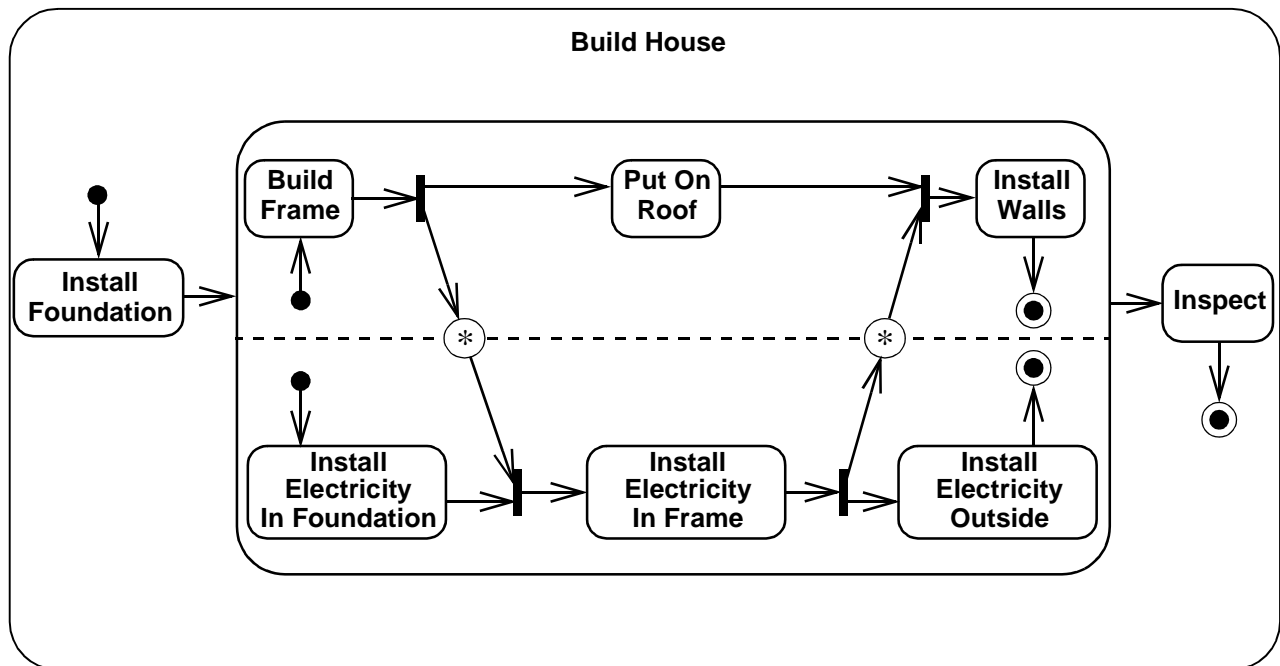 Build House
Build
Frame
Put On
Roof
Install
Walls
Install
Foundation
Inspect
*
*
Install
Electricity
In Foundation
Install
Electricity
In Frame
Install
Electricity
Outside